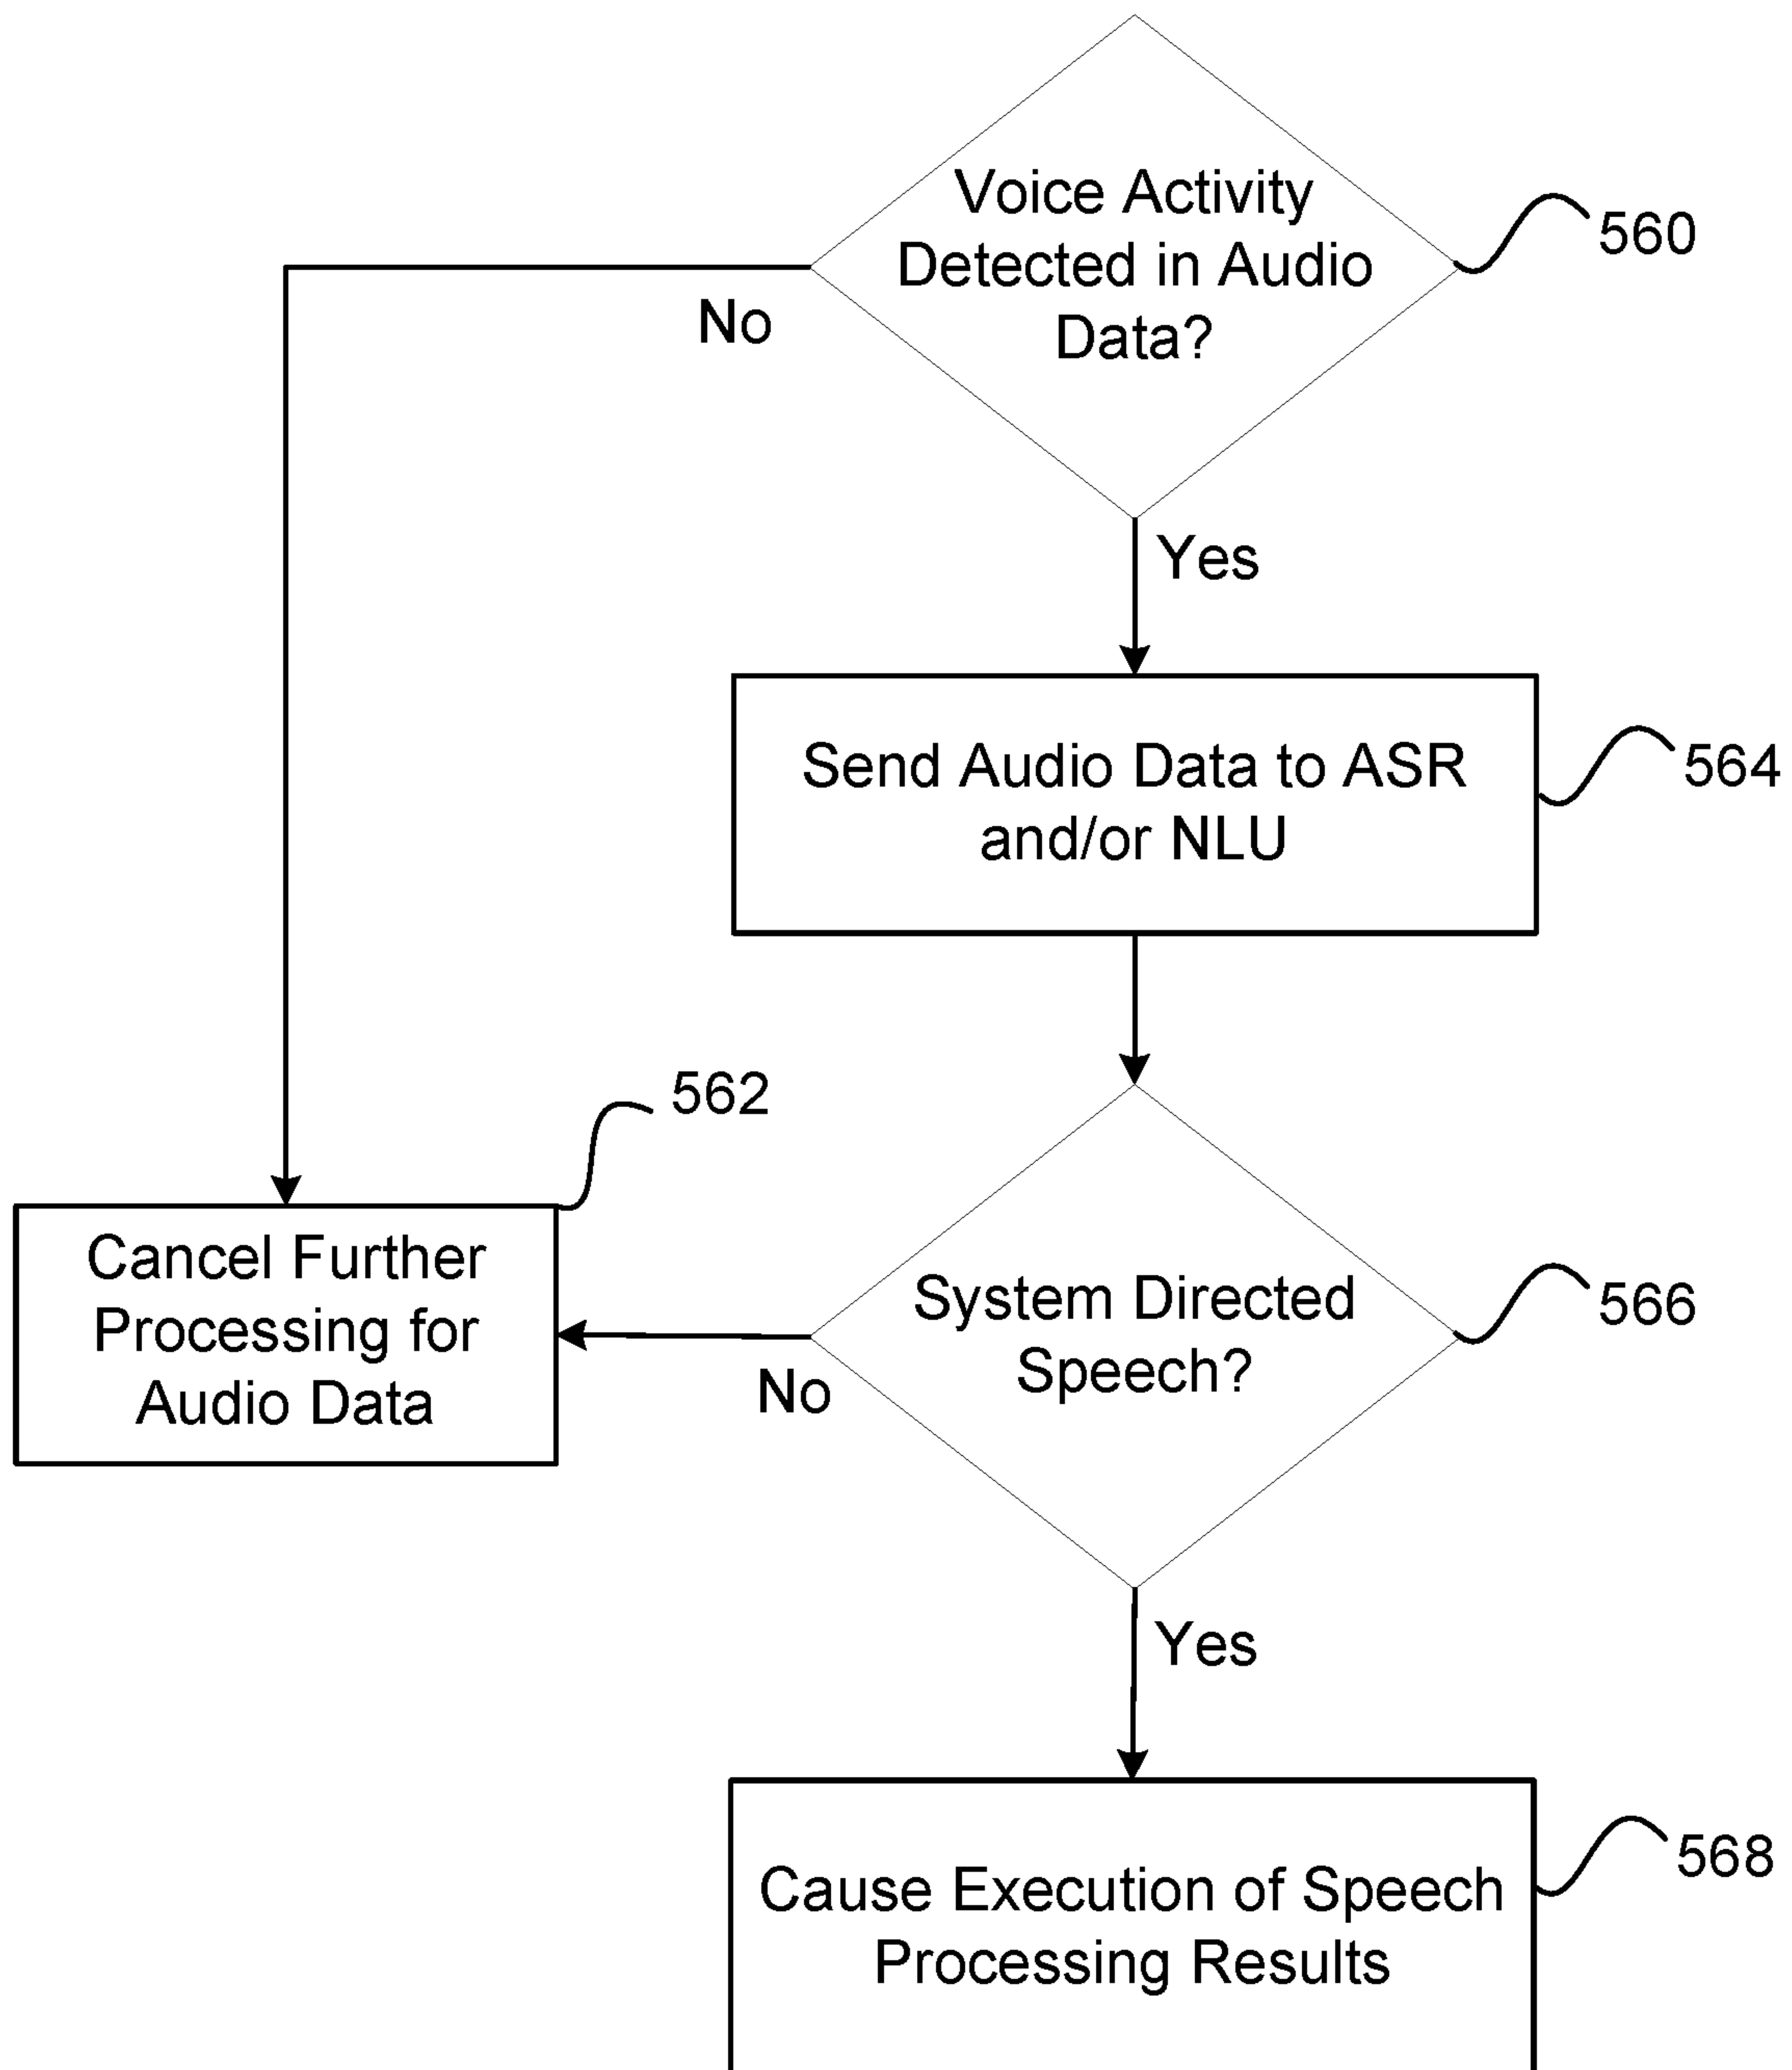 Voice Activity
Detected in Audio
Data?
560
No
Yes
Send Audio Data to ASR
and/or NLU
564
562
Cancel Further
Processing for
Audio Data
System Directed
Speech?
566
No
Yes
Cause Execution of Speech
Processing Results
568